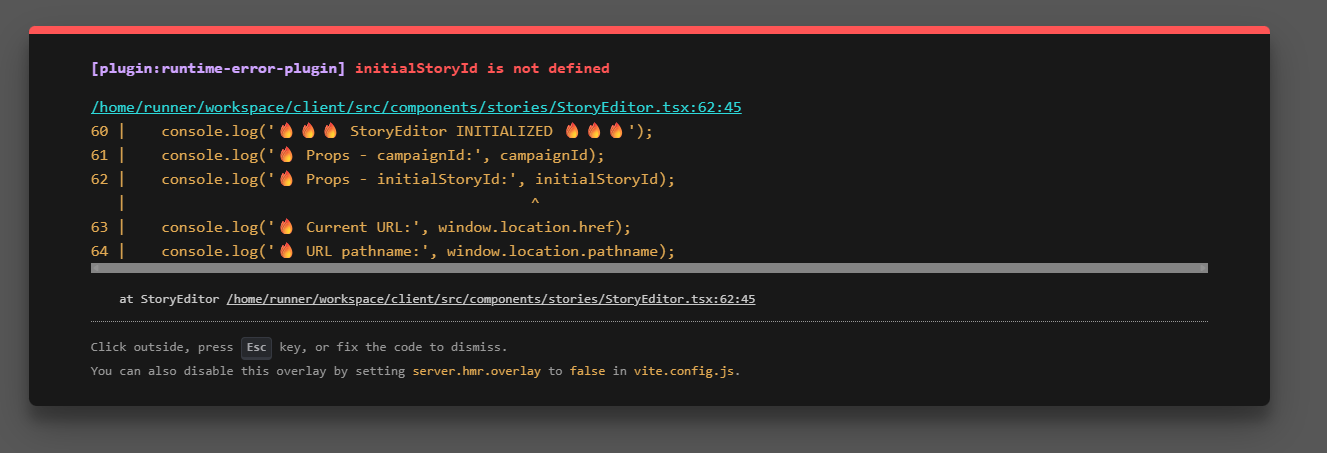 [plugin:runtime-error-plugin] initialStoryId is not defined
/home/runner/workspace/client/src/components/stories/StoryEditor.tsx:62:45
60 |    console.log('🔥🔥🔥 StoryEditor INITIALIZED 🔥🔥🔥');
61 |    console.log('🔥 Props - campaignId:', campaignId);
62 |    console.log('🔥 Props - initialStoryId:', initialStoryId);
   |                                              ^
63 |    console.log('🔥 Current URL:', window.location.href);
64 |    console.log('🔥 URL pathname:', window.location.pathname);
at StoryEditor /home/runner/workspace/client/src/components/stories/StoryEditor.tsx:62:45
Click outside, press Esc key, or fix the code to dismiss.
You can also disable this overlay by setting server.hmr.overlay to false in vite.config.js.